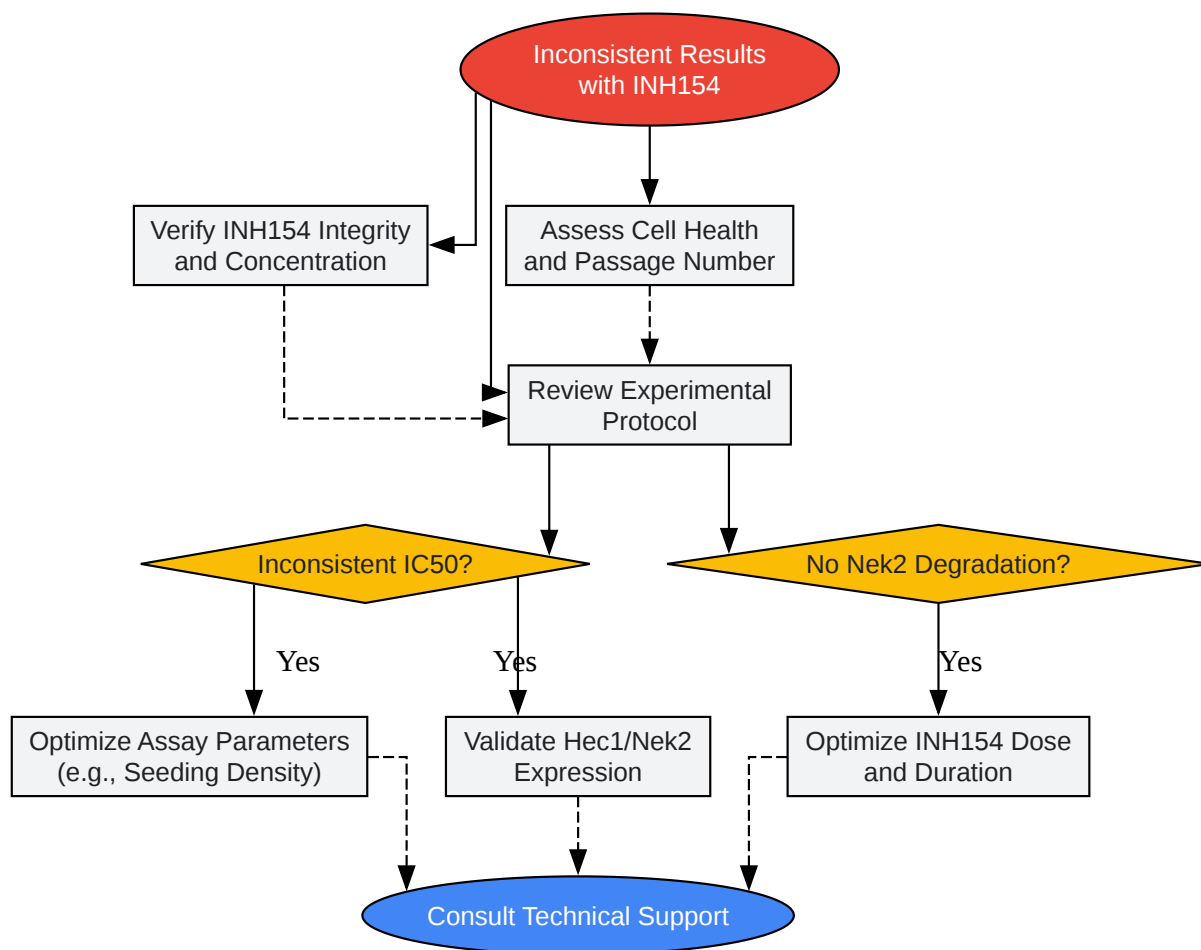 Inconsistent Results
with INH154
Verify INH154 Integrity
and Concentration
Assess Cell Health
and Passage Number
Review Experimental
Protocol
Inconsistent IC50?
No Nek2 Degradation?
Yes
Yes
Yes
Optimize Assay Parameters
(e.g., Seeding Density)
Validate Hec1/Nek2
Expression
Optimize INH154 Dose
and Duration
Consult Technical Support